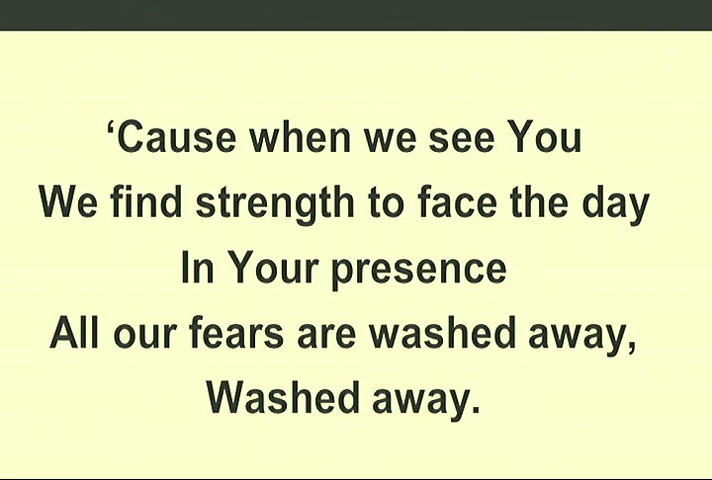 ‘Cause when we see You
We find strength to face the day
In Your presence
All our fears are washed away,
Washed away.